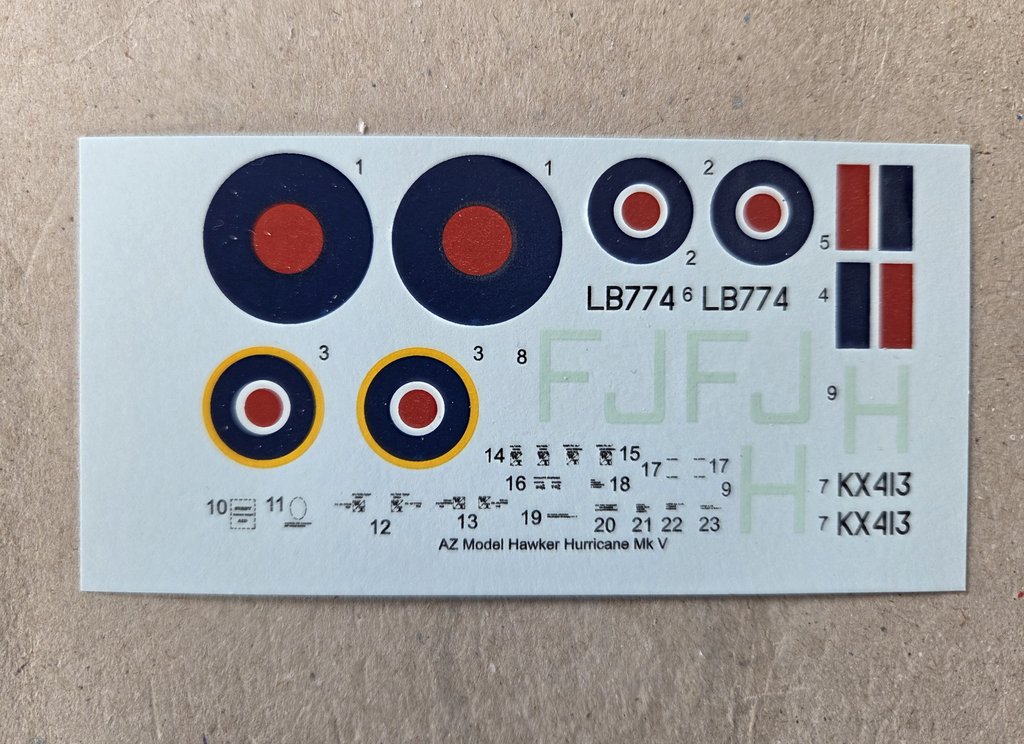 1 1 2
2 5
LB774 6 LB774 4
3 3 8 FJ FJ 9 H
14 15
17 17
16 18 9 H 7 KX413
10 11
12 13 19 20 21 22 23 7 KX413
AZ Model Hawker Hurricane Mk V